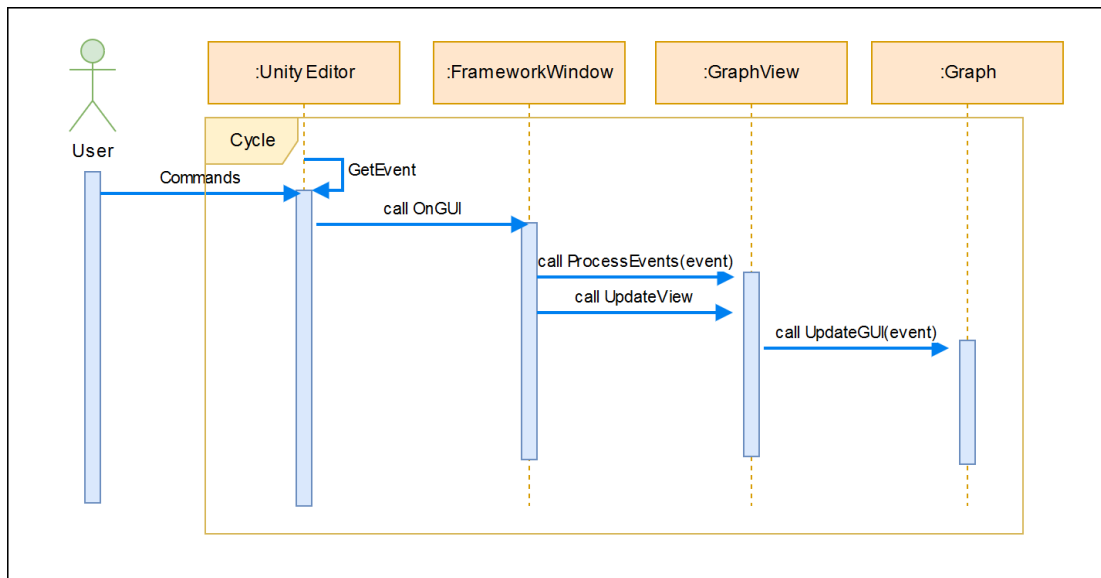 :Unity Editor
:FrameworkWindow
:GraphView
:Graph
User
Cycle
GetEvent
Commands
call OnGUI
call ProcessEvents(event)
call UpdateView
call UpdateGUI(event)